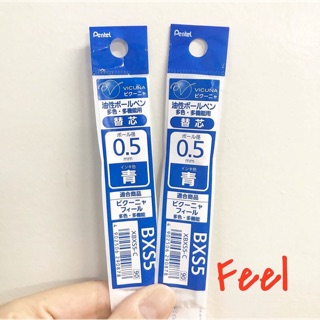 Pentel
VICUNA
ビクーニャ
油性ボールペン
多色・多機能用
替芯
ボール径
0.5
mm
インキ色
青
適合商品
ビクーニャ
フィール
多色・多機能
BXS5
XBXS5-C
90
Pentel
VICUNA
ビクーニャ
油性ボールペン
多色・多機能用
替芯
ボール径
0.5
mm
インキ色
青
適合商品
ビクーニャ
フィール
多色・多機能
BXS5
XBXS5-C
90
Feel